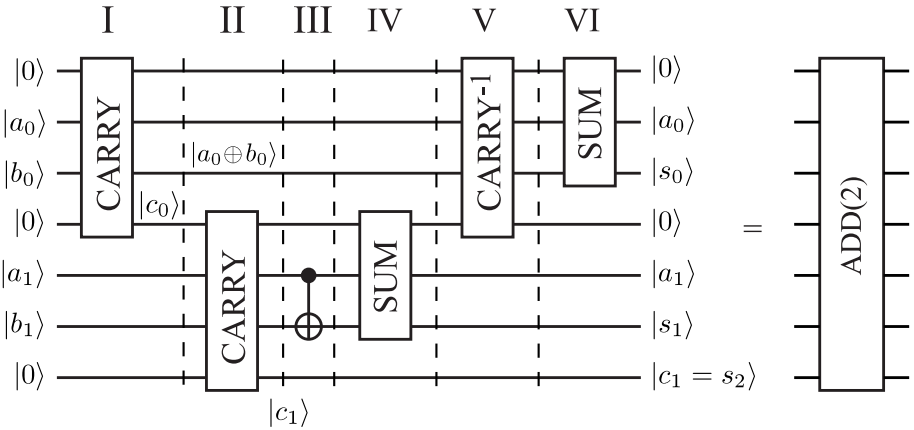 I II III IV V VI
|0⟩ |0⟩
|a₀⟩ |a₀⟩
|b₀⟩ |a₀⊕b₀⟩ |s₀⟩
|0⟩ |c₀⟩ |0⟩ =
|a₁⟩ |a₁⟩
|b₁⟩ |s₁⟩
|0⟩ |c₁ = s₂⟩
|c₁⟩
CARRY
CARRY
SUM
CARRY⁻¹
SUM
ADD(2)